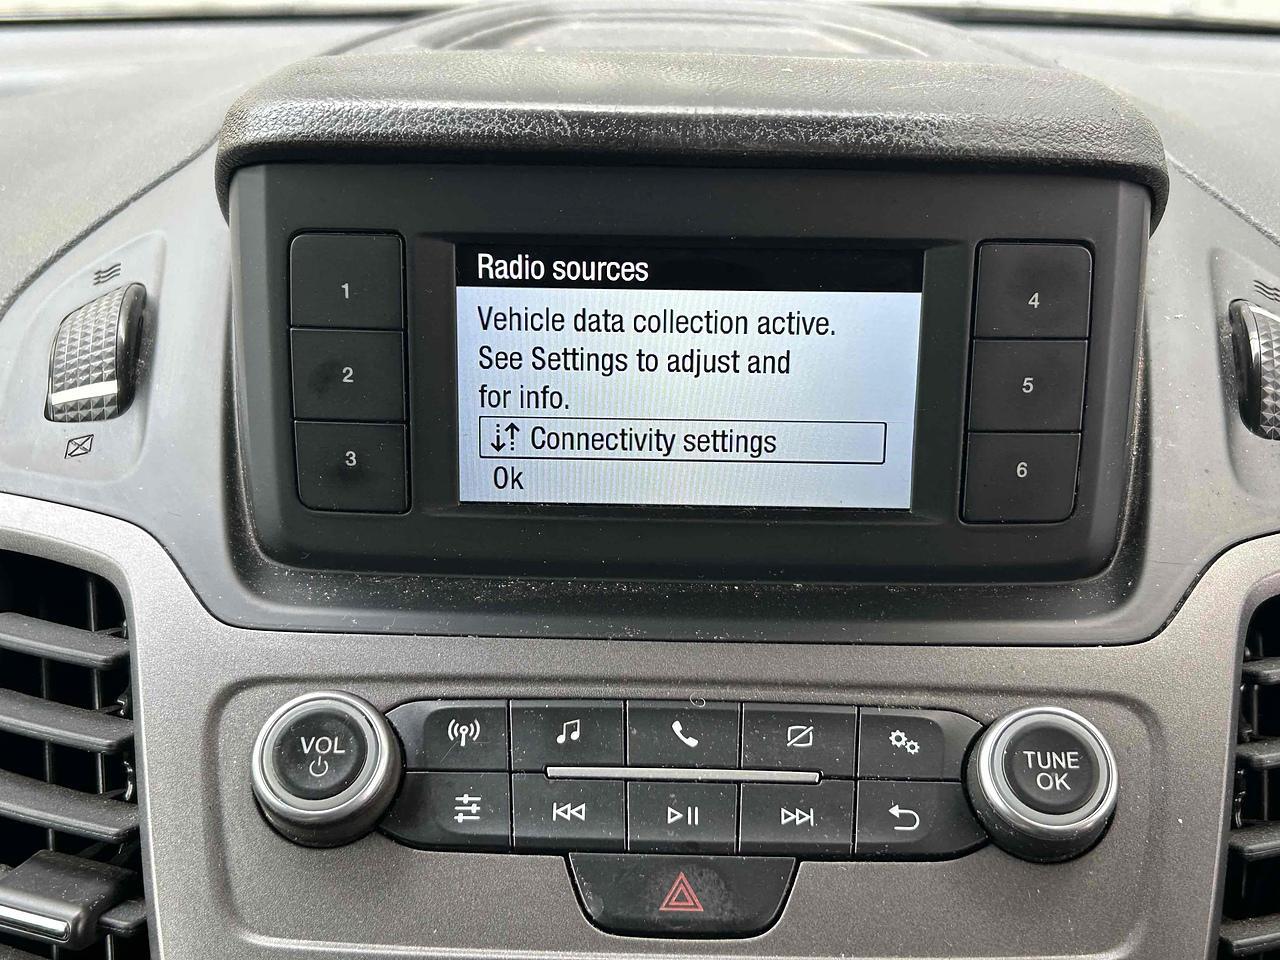 Radio sources
Vehicle data collection active.
See Settings to adjust and
for info.
Connectivity settings
Ok
1
2
3
4
5
6
VOL
TUNE
OK